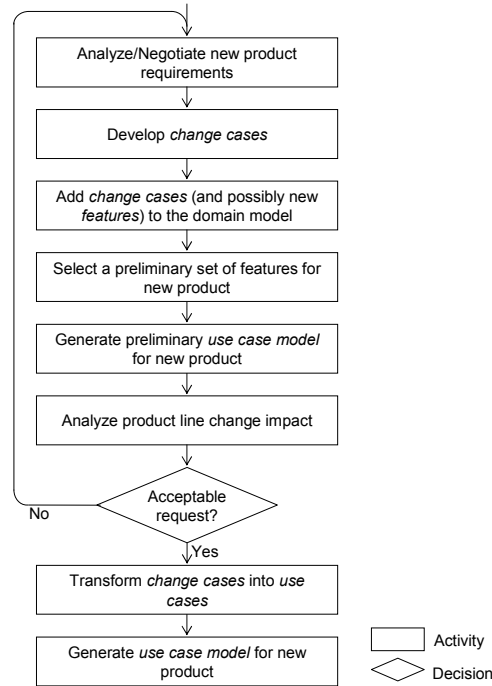 Analyze/Negotiate new product
requirements
Develop change cases
Add change cases (and possibly new
features) to the domain model
Select a preliminary set of features for
new product
Generate preliminary use case model
for new product
Analyze product line change impact
Acceptable
request?
No
Yes
Transform change cases into use
cases
Generate use case model for new
product
Activity
Decision